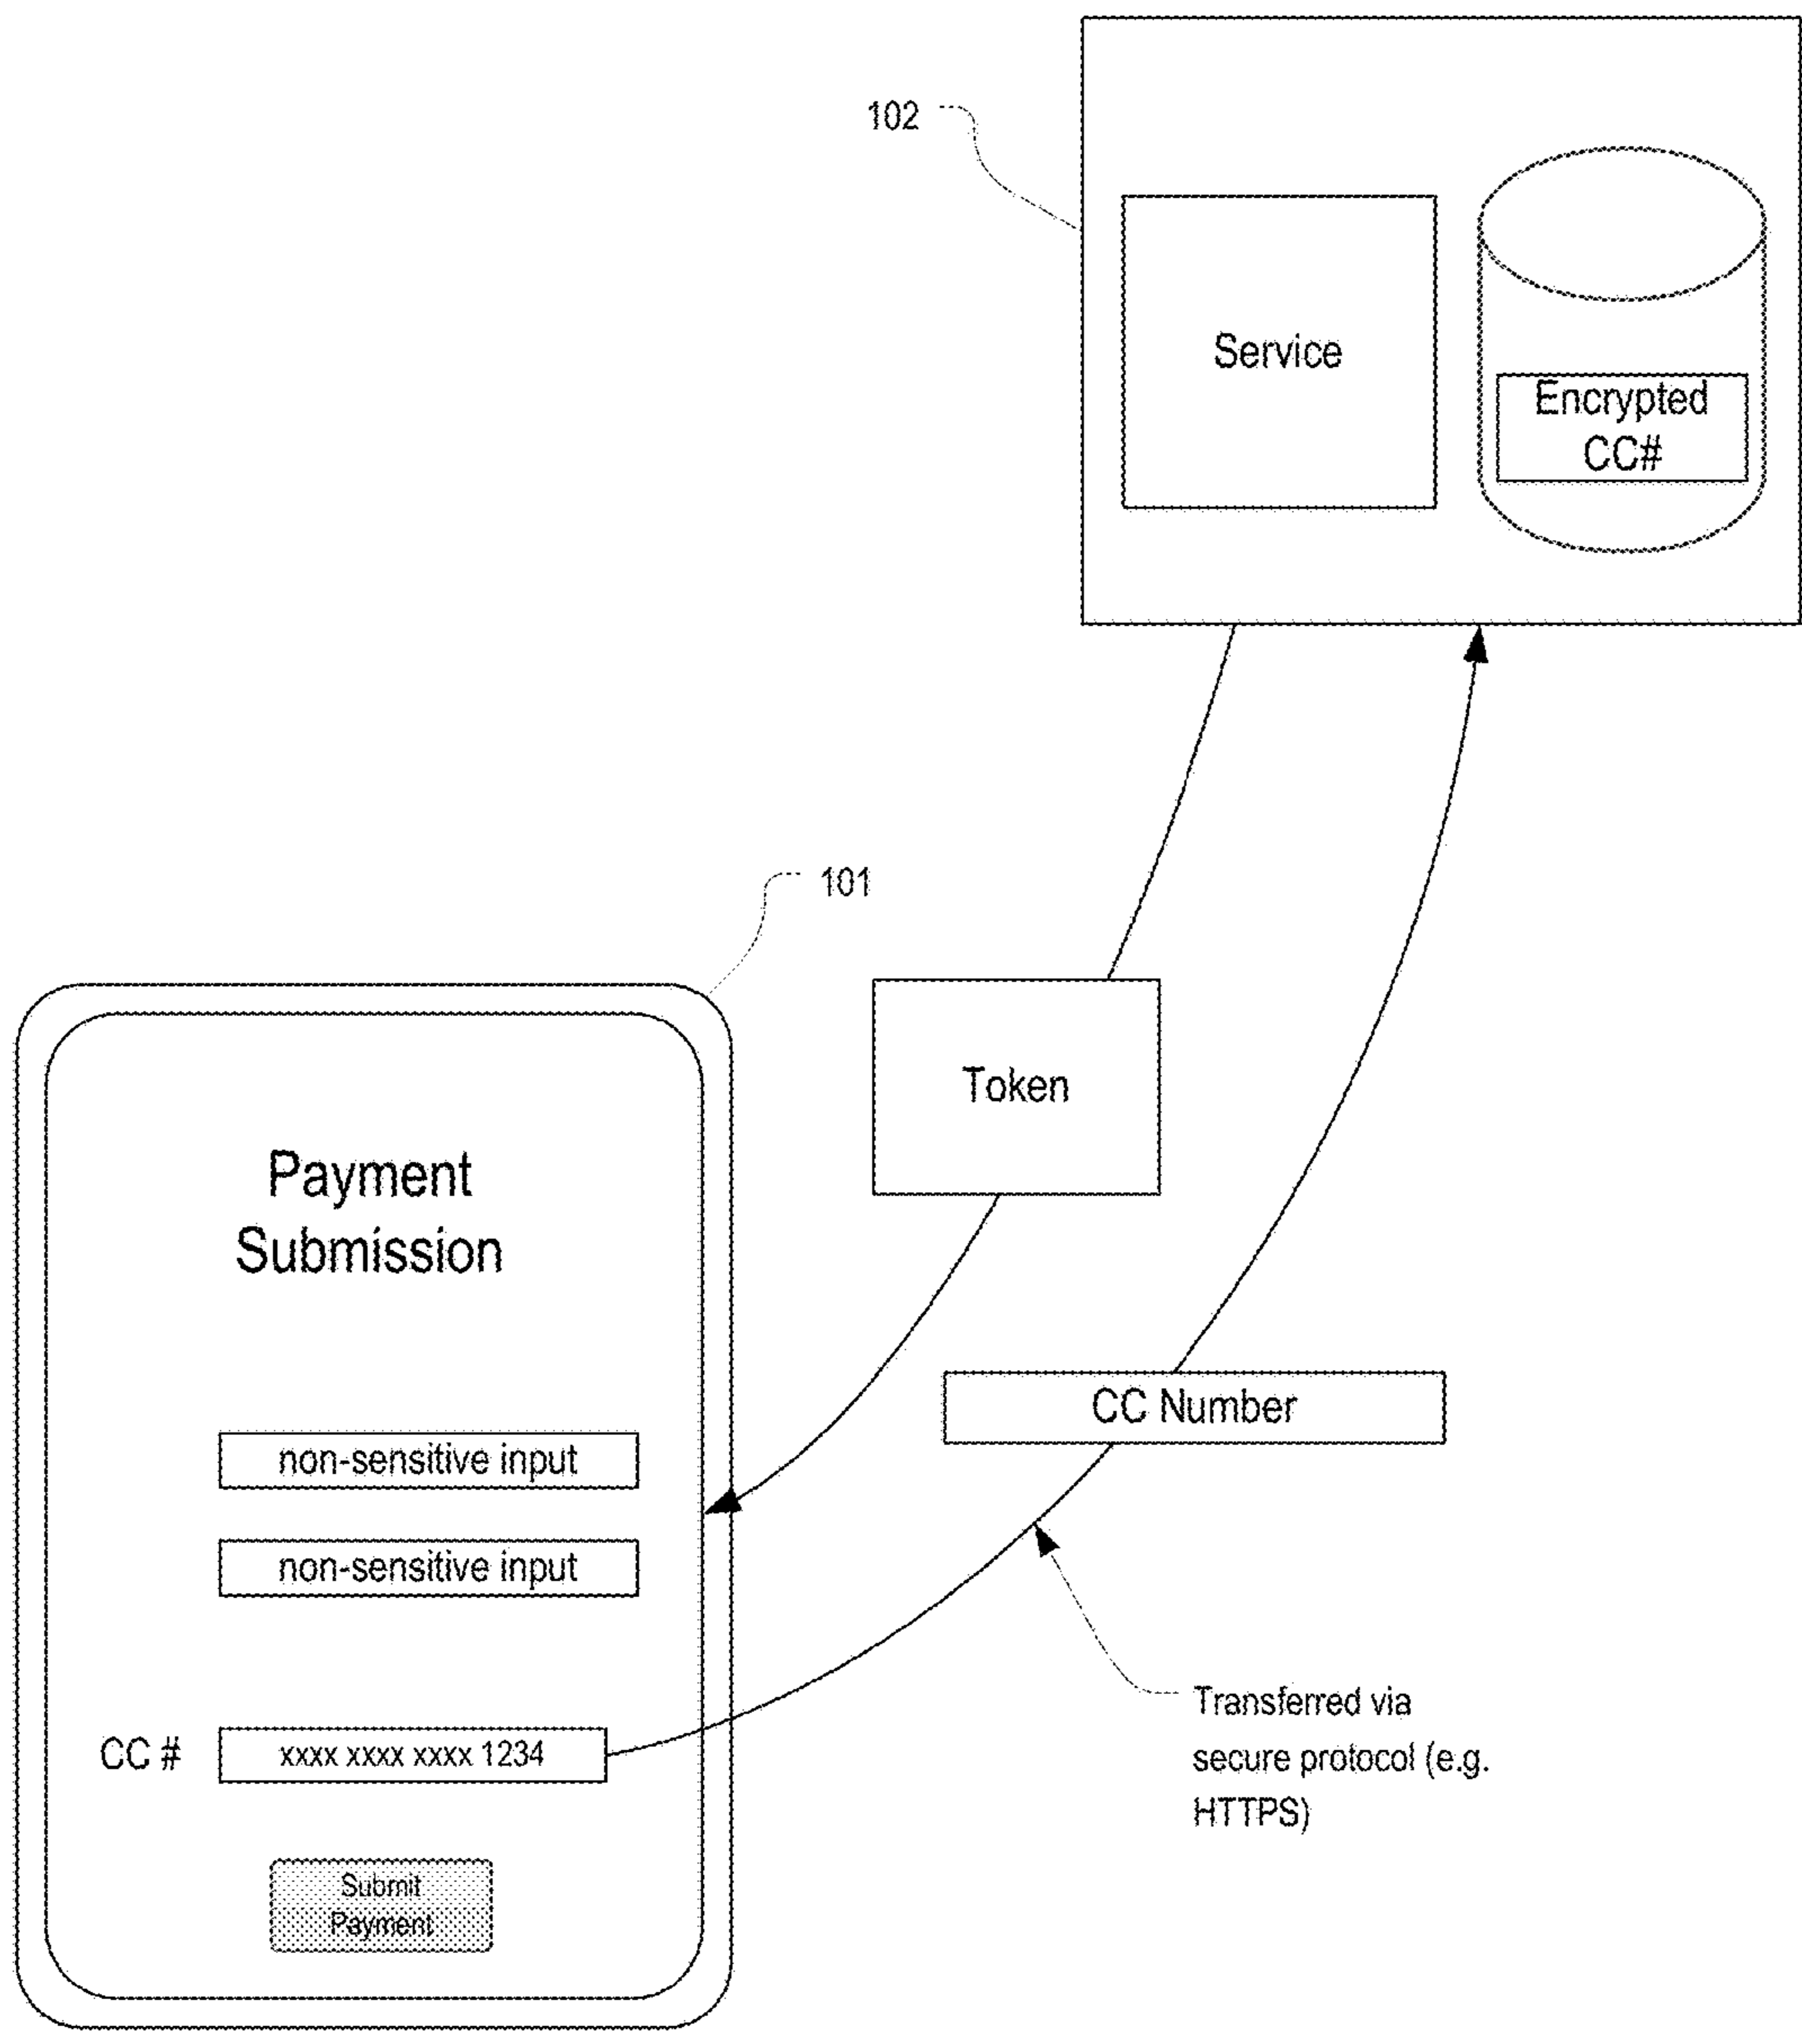 102
Service
Encrypted
CC#
101
Token
Payment
Submission
CC Number
non-sensitive input
non-sensitive input
Transferred via
secure protocol (e.g.
HTTPS)
CC #
xxxx xxxx xxxx 1234
Submit
Payment